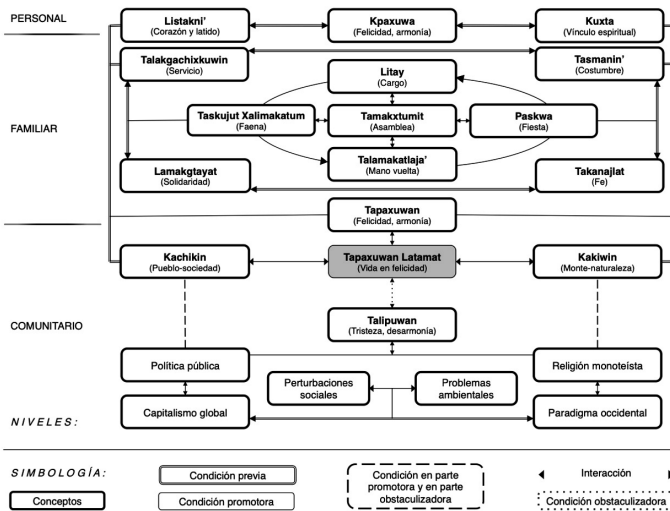 PERSONAL
Listakni'
(Corazón y latido)
Kpaxuwa
(Felicidad, armonía)
Kuxta
(Vínculo espiritual)
Talakgachixkuwin
(Servicio)
Tasmanin'
(Costumbre)
Litay
(Cargo)
FAMILIAR
Taskujut Xalimakatum
(Faena)
Tamakxtumit
(Asamblea)
Paskwa
(Fiesta)
Talamakatlaja'
(Mano vuelta)
Lamakgtayat
(Solidaridad)
Takanajlat
(Fe)
Tapaxuwan
(Felicidad, armonía)
Kachikin
(Pueblo-sociedad)
Tapaxuwan Latamat
(Vida en felicidad)
Kakiwin
(Monte-naturaleza)
COMUNITARIO
Talipuwan
(Tristeza, desarmonía)
Política pública
Religión monoteísta
Perturbaciones
sociales
Problemas
ambientales
Capitalismo global
Paradigma occidental
NIVELES:
SIMBOLOGÍA:
Condición previa
Condición en parte
promotora y en parte
obstaculizadora
Interacción
Conceptos
Condición promotora
Condición obstaculizadora